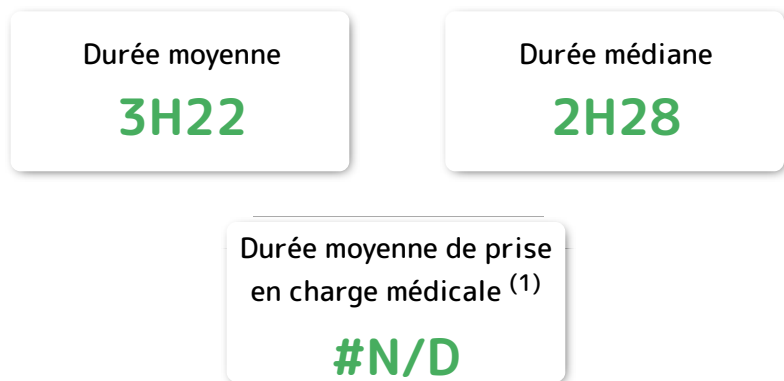 Durée moyenne
3H22
Durée médiane
2H28
Durée moyenne de prise
en charge médicale (1)
#N/D